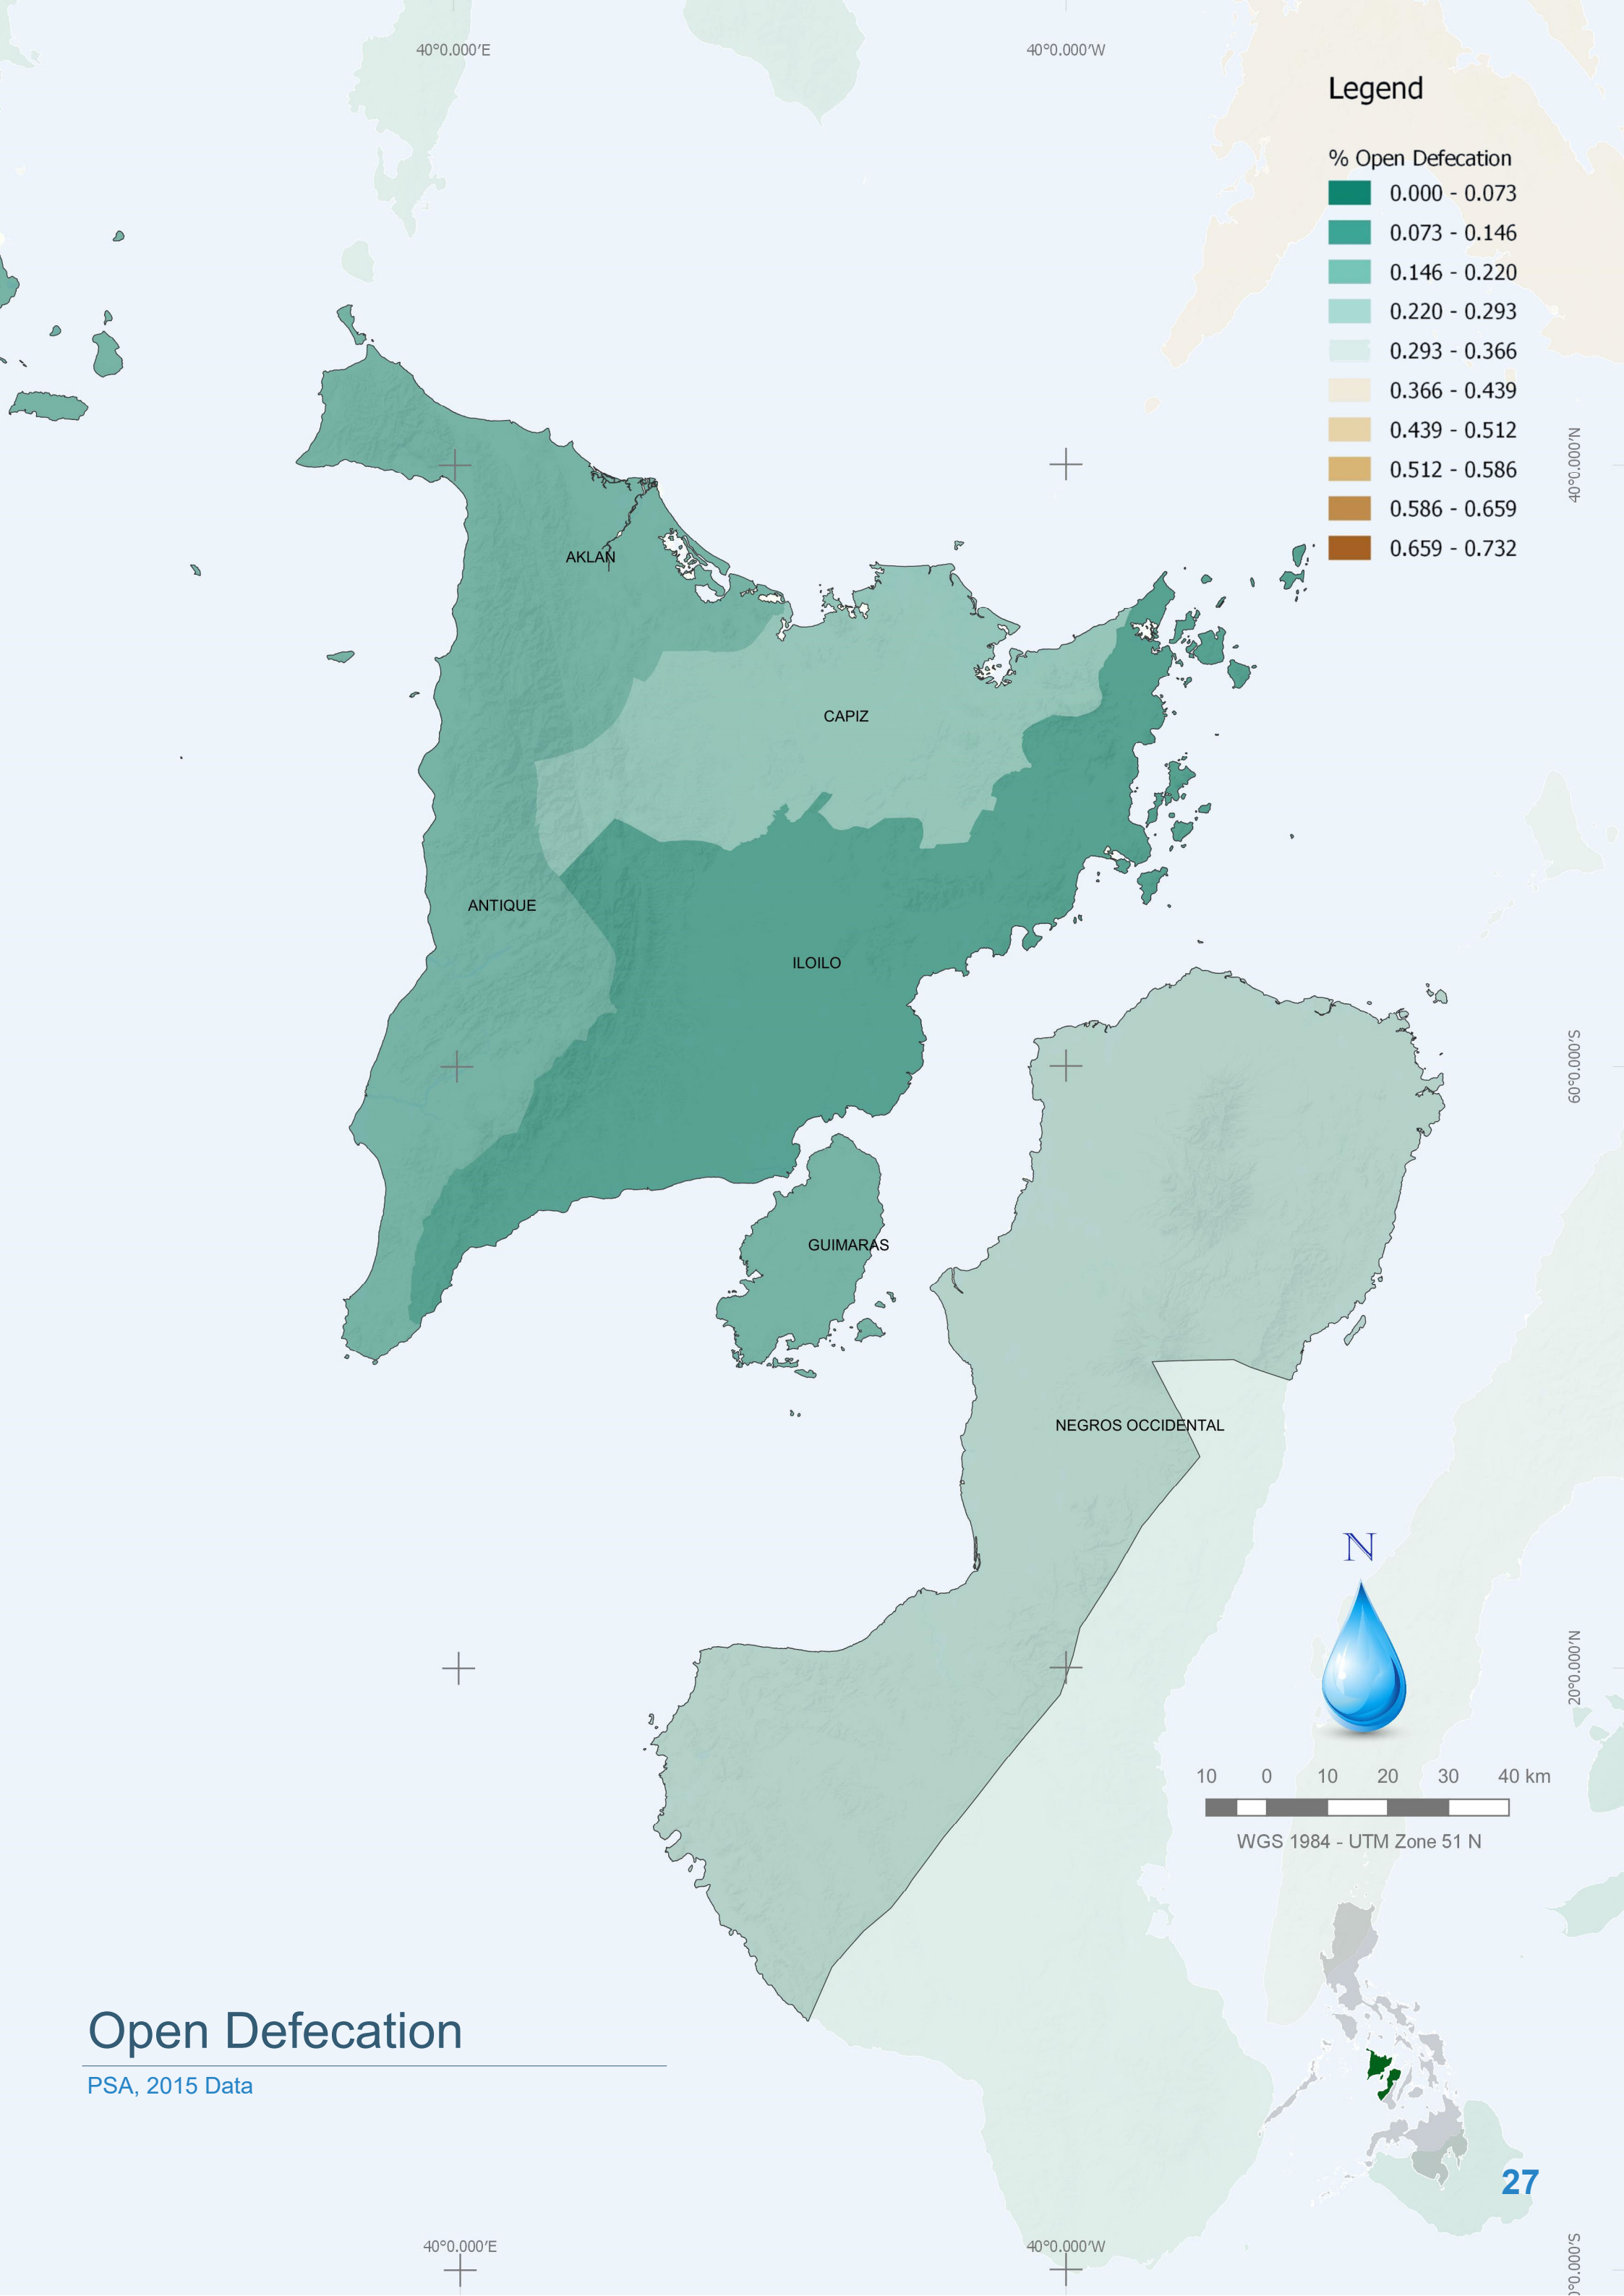 40°0.000'E
40°0.000'W
Legend
% Open Defecation
0.000 - 0.073
0.073 - 0.146
0.146 - 0.220
0.220 - 0.293
0.293 - 0.366
0.366 - 0.439
0.439 - 0.512
0.512 - 0.586
0.586 - 0.659
0.659 - 0.732
40°0.000'N
AKLAN
CAPIZ
ANTIQUE
ILOILO
60°0.000'S
GUIMARAS
NEGROS OCCIDENTAL
N
20°0.000'N
10 0 10 20 30 40 km
WGS 1984 - UTM Zone 51 N
Open Defecation
PSA, 2015 Data
27
40°0.000'E
40°0.000'W
0°0.000'S